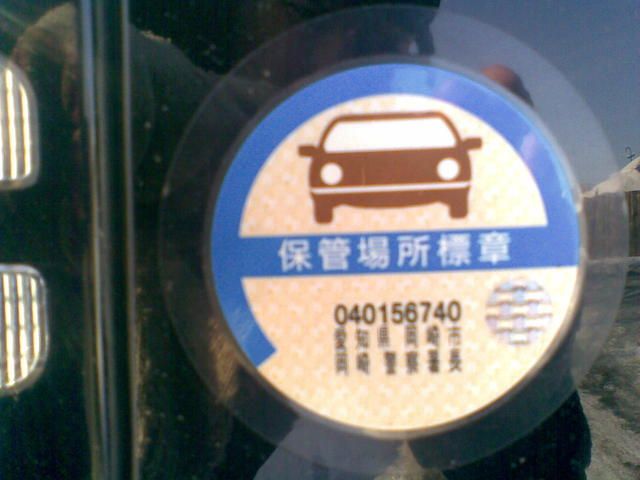 保管場所標章
040156740
愛知県 岡崎市
岡崎 警察署長